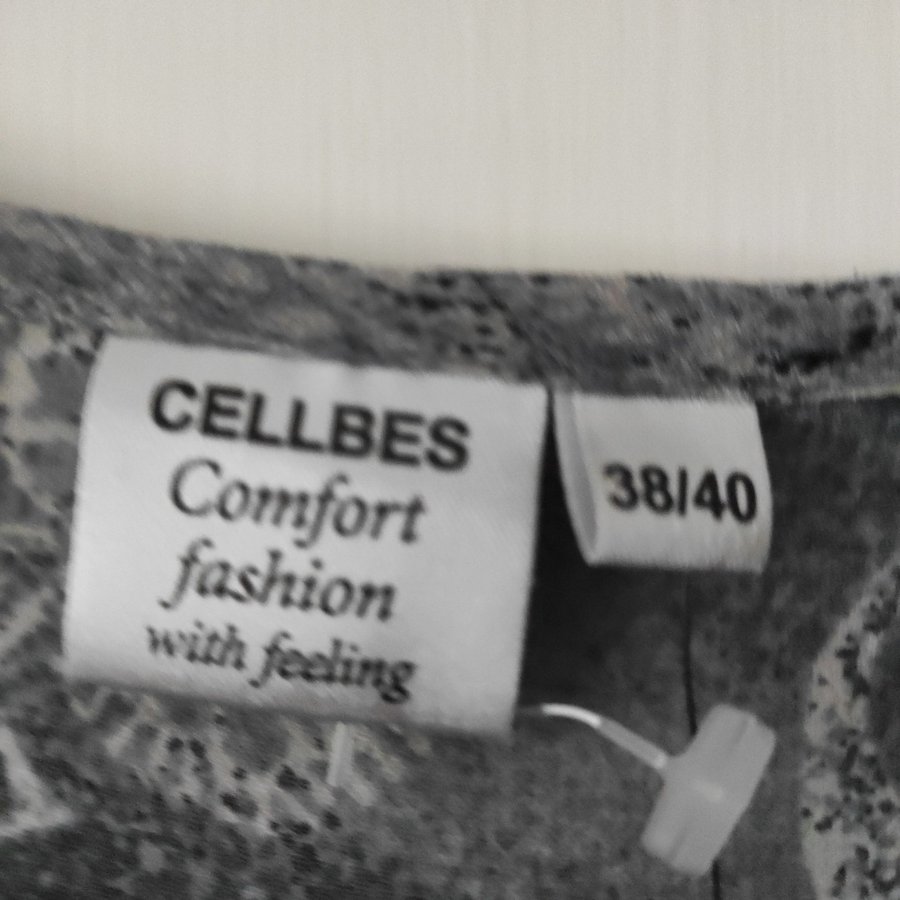 CELLBES
Comfort
fashion
with feeling
38/40